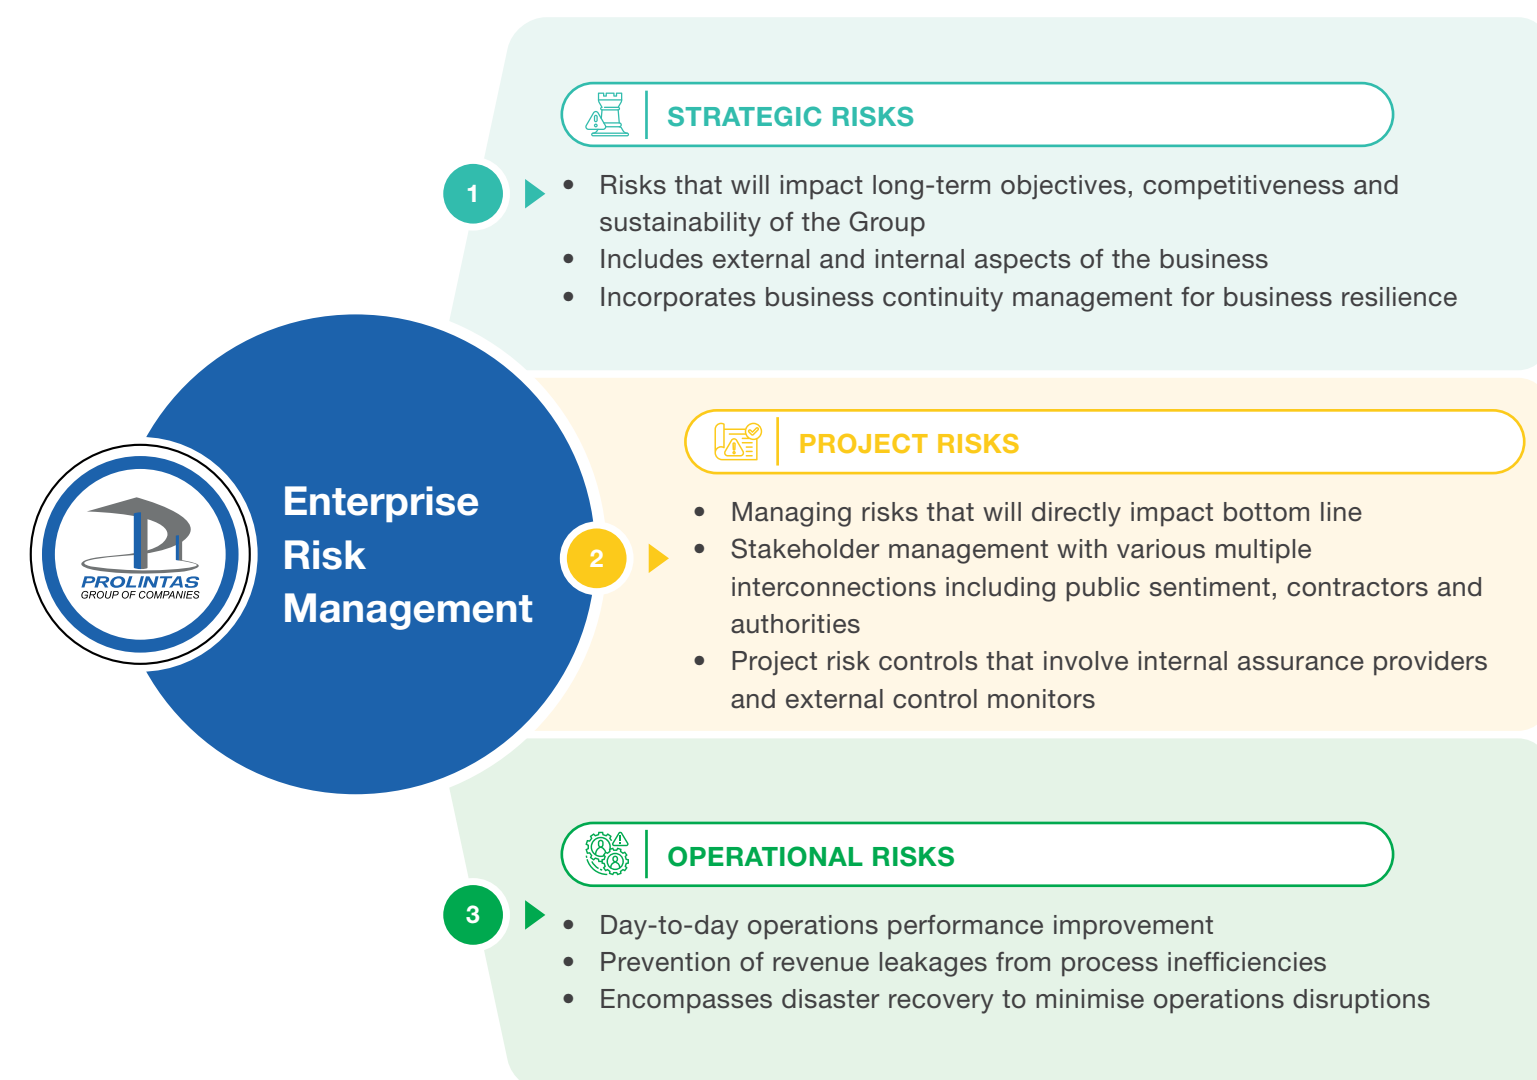 1
STRATEGIC RISKS
• Risks that will impact long-term objectives, competitiveness and
sustainability of the Group
• Includes external and internal aspects of the business
• Incorporates business continuity management for business resilience
PROLINTAS
GROUP OF COMPANIES
Enterprise
Risk
Management
2
PROJECT RISKS
• Managing risks that will directly impact bottom line
• Stakeholder management with various multiple
interconnections including public sentiment, contractors and
authorities
• Project risk controls that involve internal assurance providers
and external control monitors
3
OPERATIONAL RISKS
• Day-to-day operations performance improvement
• Prevention of revenue leakages from process inefficiencies
• Encompasses disaster recovery to minimise operations disruptions